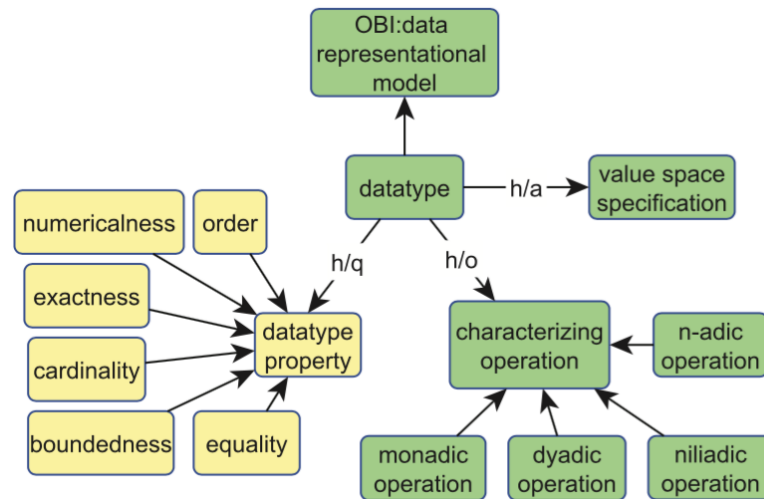 OBI:data
representational
model
datatype
h/a
value space
specification
numericalness
order
h/q
h/o
exactness
datatype
property
characterizing
operation
n-adic
operation
cardinality
boundedness
equality
monadic
operation
dyadic
operation
niliadic
operation